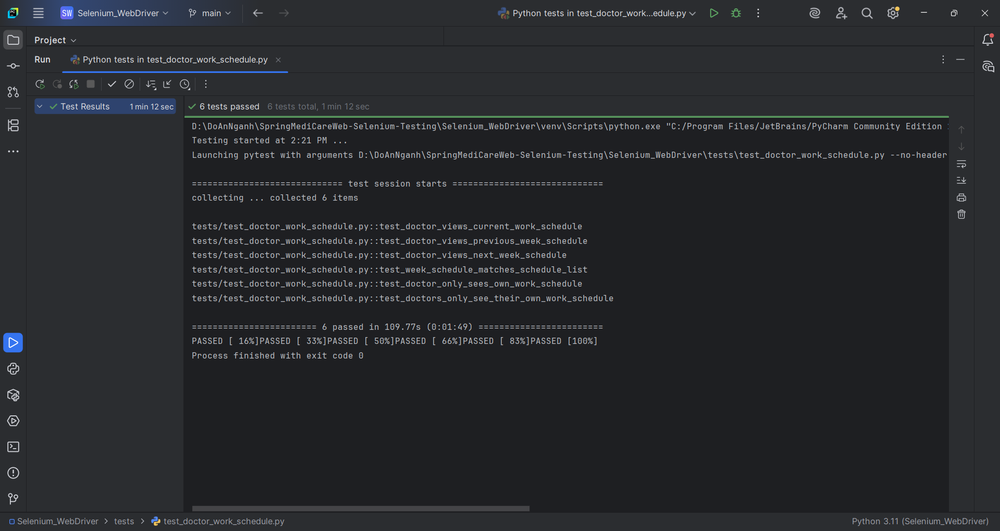 SW Selenium_WebDriver main Python tests in test_doctor_work...edule.py
Project
Run Python tests in test_doctor_work_schedule.py
Test Results 1 min 12 sec
6 tests passed 6 tests total, 1 min 12 sec
D:\DoAnNganh\SpringMediCareWeb-Selenium-Testing\Selenium_WebDriver\venv\Scripts\python.exe "C:/Program Files/JetBrains/PyCharm Community Edition
Testing started at 2:21 PM ...
Launching pytest with arguments D:\DoAnNganh\SpringMediCareWeb-Selenium-Testing\Selenium_WebDriver\tests\test_doctor_work_schedule.py --no-header
============================= test session starts =============================
collecting ... collected 6 items
tests/test_doctor_work_schedule.py::test_doctor_views_current_work_schedule
tests/test_doctor_work_schedule.py::test_doctor_views_previous_week_schedule
tests/test_doctor_work_schedule.py::test_doctor_views_next_week_schedule
tests/test_doctor_work_schedule.py::test_week_schedule_matches_schedule_list
tests/test_doctor_work_schedule.py::test_doctor_only_sees_own_work_schedule
tests/test_doctor_work_schedule.py::test_doctors_only_see_their_own_work_schedule
======================== 6 passed in 109.77s (0:01:49) ========================
PASSED [ 16%]PASSED [ 33%]PASSED [ 50%]PASSED [ 66%]PASSED [ 83%]PASSED [100%]
Process finished with exit code 0
Selenium_WebDriver > tests > test_doctor_work_schedule.py
Python 3.11 (Selenium_WebDriver)